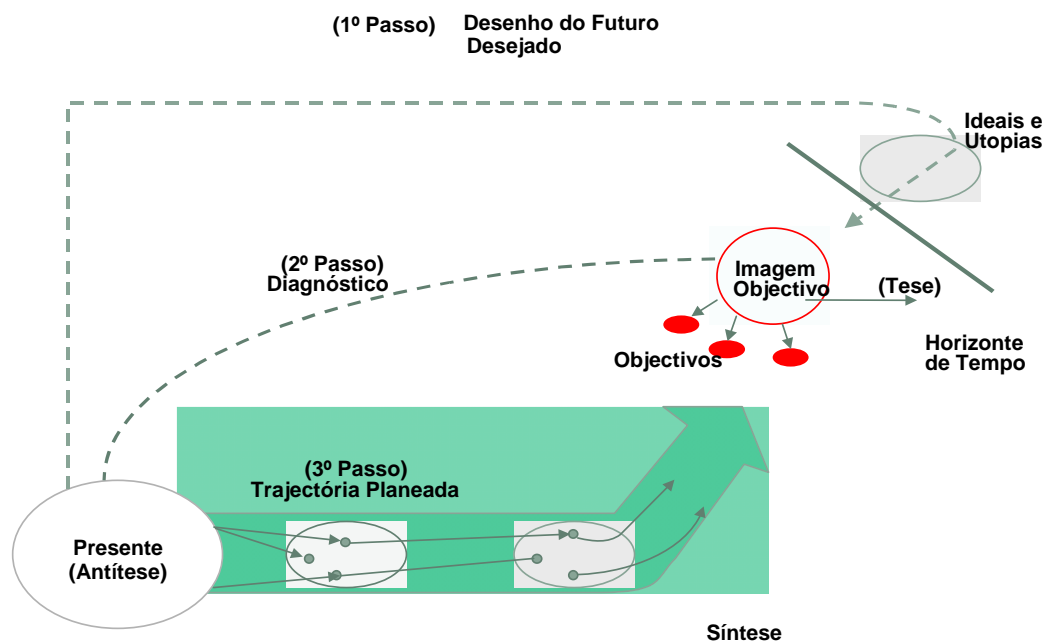 (1º Passo) Desenho do Futuro
Desejado
Ideais e
Utopias
(2º Passo)
Diagnóstico
Imagem
Objectivo
(Tese)
Objectivos
Horizonte
de Tempo
(3º Passo)
Trajectória Planeada
Presente
(Antítese)
Síntese